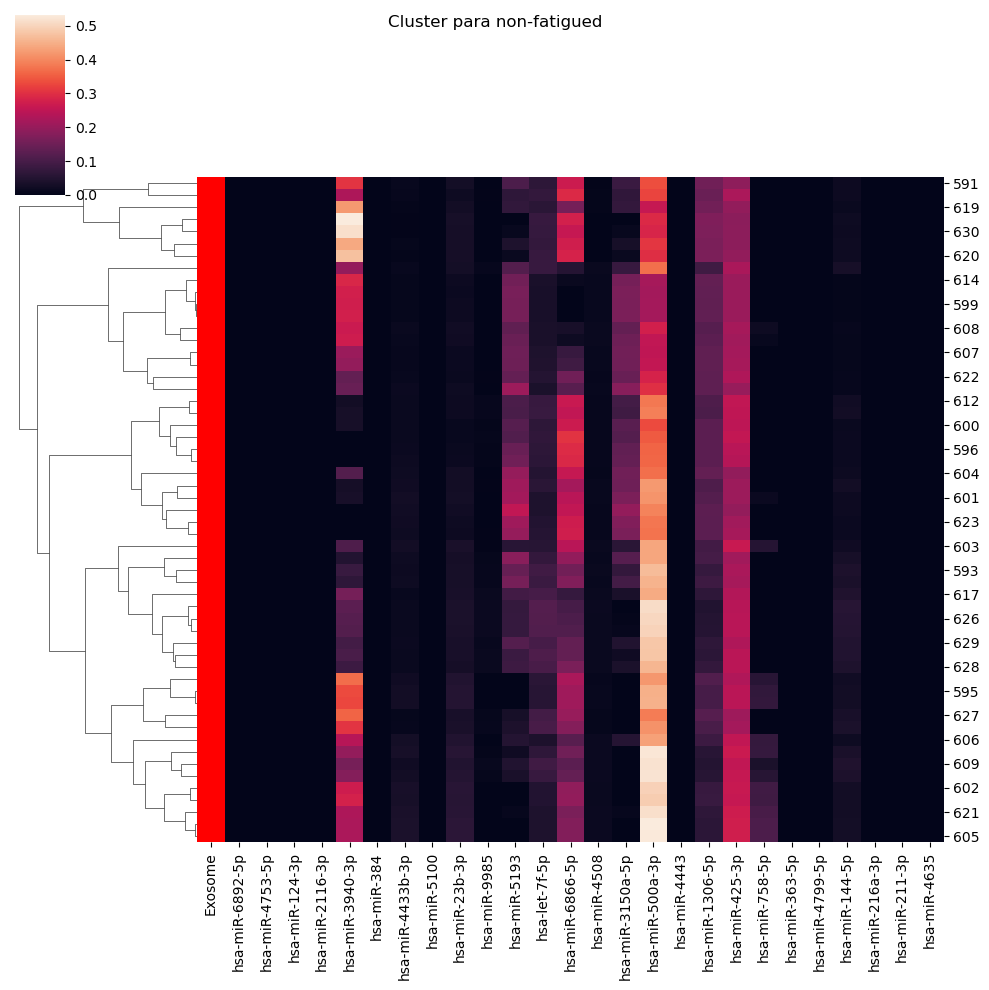 Cluster para non-fatigued
0.5
0.4
0.3
0.2
0.1
0.0
591
619
630
620
614
599
608
607
622
612
600
596
604
601
623
603
593
617
626
629
628
595
627
606
609
602
621
605
Exosome
hsa-miR-6892-5p
hsa-miR-4753-5p
hsa-miR-124-3p
hsa-miR-2116-3p
hsa-miR-3940-3p
hsa-miR-384
hsa-miR-4433b-3p
hsa-miR-5100
hsa-miR-23b-3p
hsa-miR-9985
hsa-miR-5193
hsa-let-7f-5p
hsa-miR-6866-5p
hsa-miR-4508
hsa-miR-3150a-5p
hsa-miR-500a-3p
hsa-miR-4443
hsa-miR-1306-5p
hsa-miR-425-3p
hsa-miR-758-5p
hsa-miR-363-5p
hsa-miR-4799-5p
hsa-miR-144-5p
hsa-miR-216a-3p
hsa-miR-211-3p
hsa-miR-4635